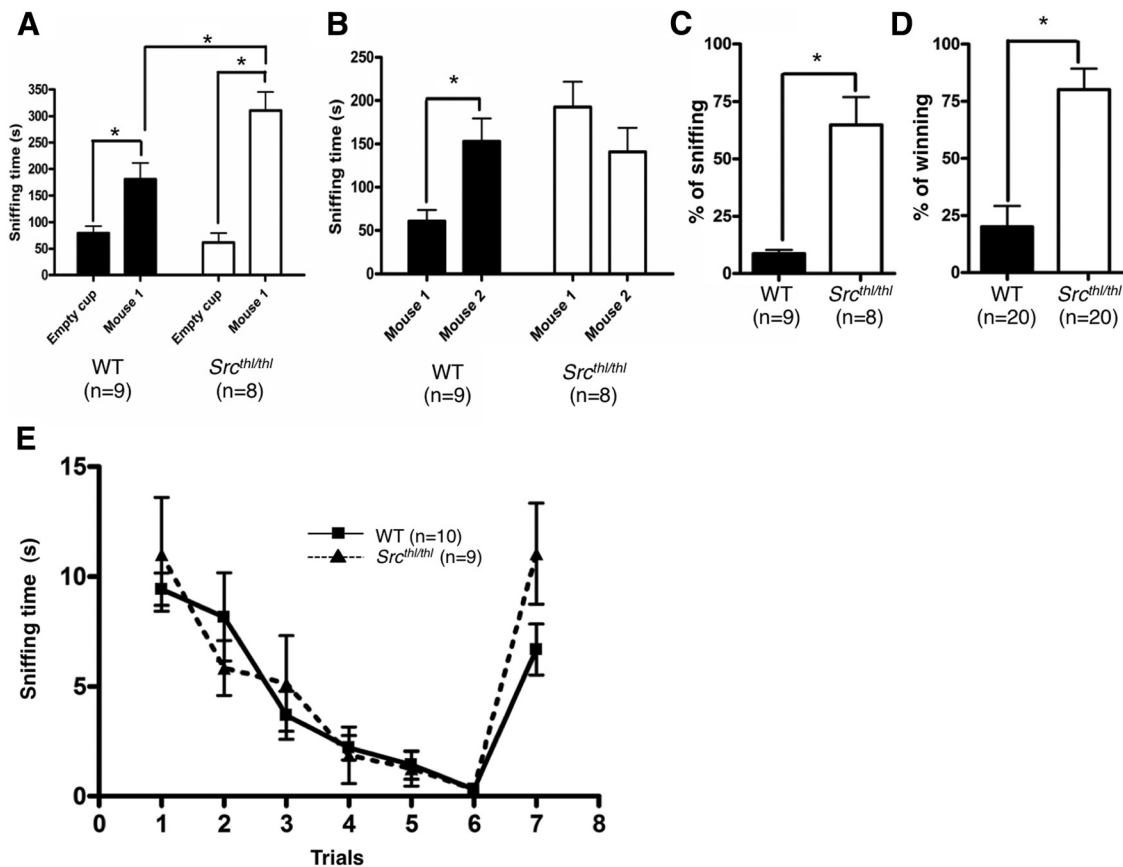 A
Sniffing time (s)
350
300
250
200
150
100
50
0
*
*
*
Empty cup
Mouse 1
Empty cup
Mouse 1
WT
(n=9)
Src^thl/thl
(n=8)
B
Sniffing time (s)
250
200
150
100
50
0
*
Mouse 1
Mouse 2
Mouse 1
Mouse 2
WT
(n=9)
Src^thl/thl
(n=8)
C
% of sniffing
100
75
50
25
0
*
WT
(n=9)
Src^thl/thl
(n=8)
D
% of winning
100
75
50
25
0
*
WT
(n=20)
Src^thl/thl
(n=20)
E
Sniffing time (s)
15
10
5
0
WT (n=10)
Src^thl/thl (n=9)
0 1 2 3 4 5 6 7 8
Trials